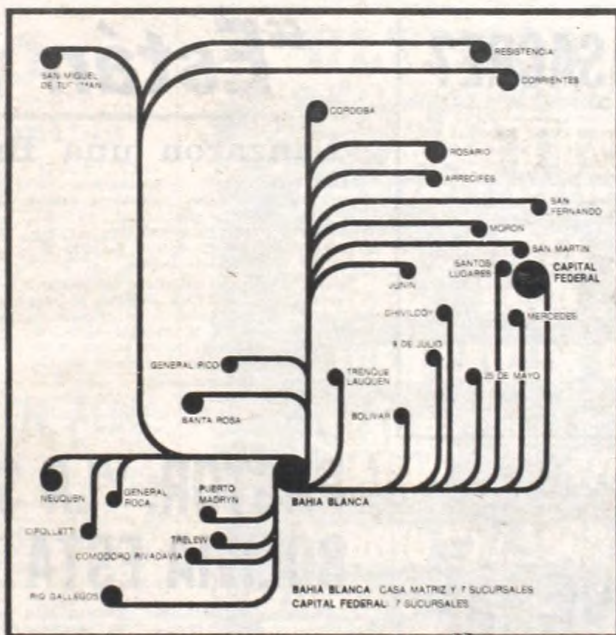 RESISTENCIA
SAN MIGUEL
DE TUCUMAN
CORRIENTES
CORDOBA
ROSARIO
ARRECIFES
SAN
FERNANDO
MORON
SAN MARTIN
SANTOS
LUGARES
CAPITAL
FEDERAL
JUNIN
CHIVILCOY
MERCEDES
9 DE JULIO
GENERAL PICO
TRENQUE
LAUQUEN
25 DE MAYO
SANTA ROSA
BOLIVAR
NEUQUEN
GENERAL
ROCA
PUERTO
MADRYN
BAHIA BLANCA
CIPOLLETTI
TRELEW
COMODORO RIVADAVIA
RIO GALLEGOS
BAHIA BLANCA: CASA MATRIZ Y 7 SUCURSALES
CAPITAL FEDERAL: 7 SUCURSALES